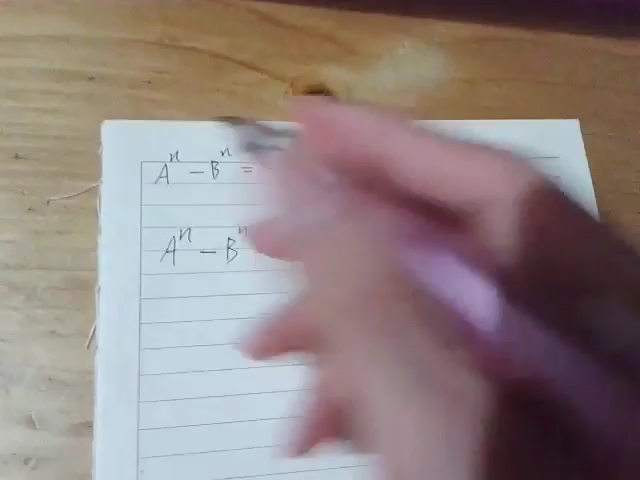 Aⁿ - Bⁿ =
Aⁿ - Bⁿ